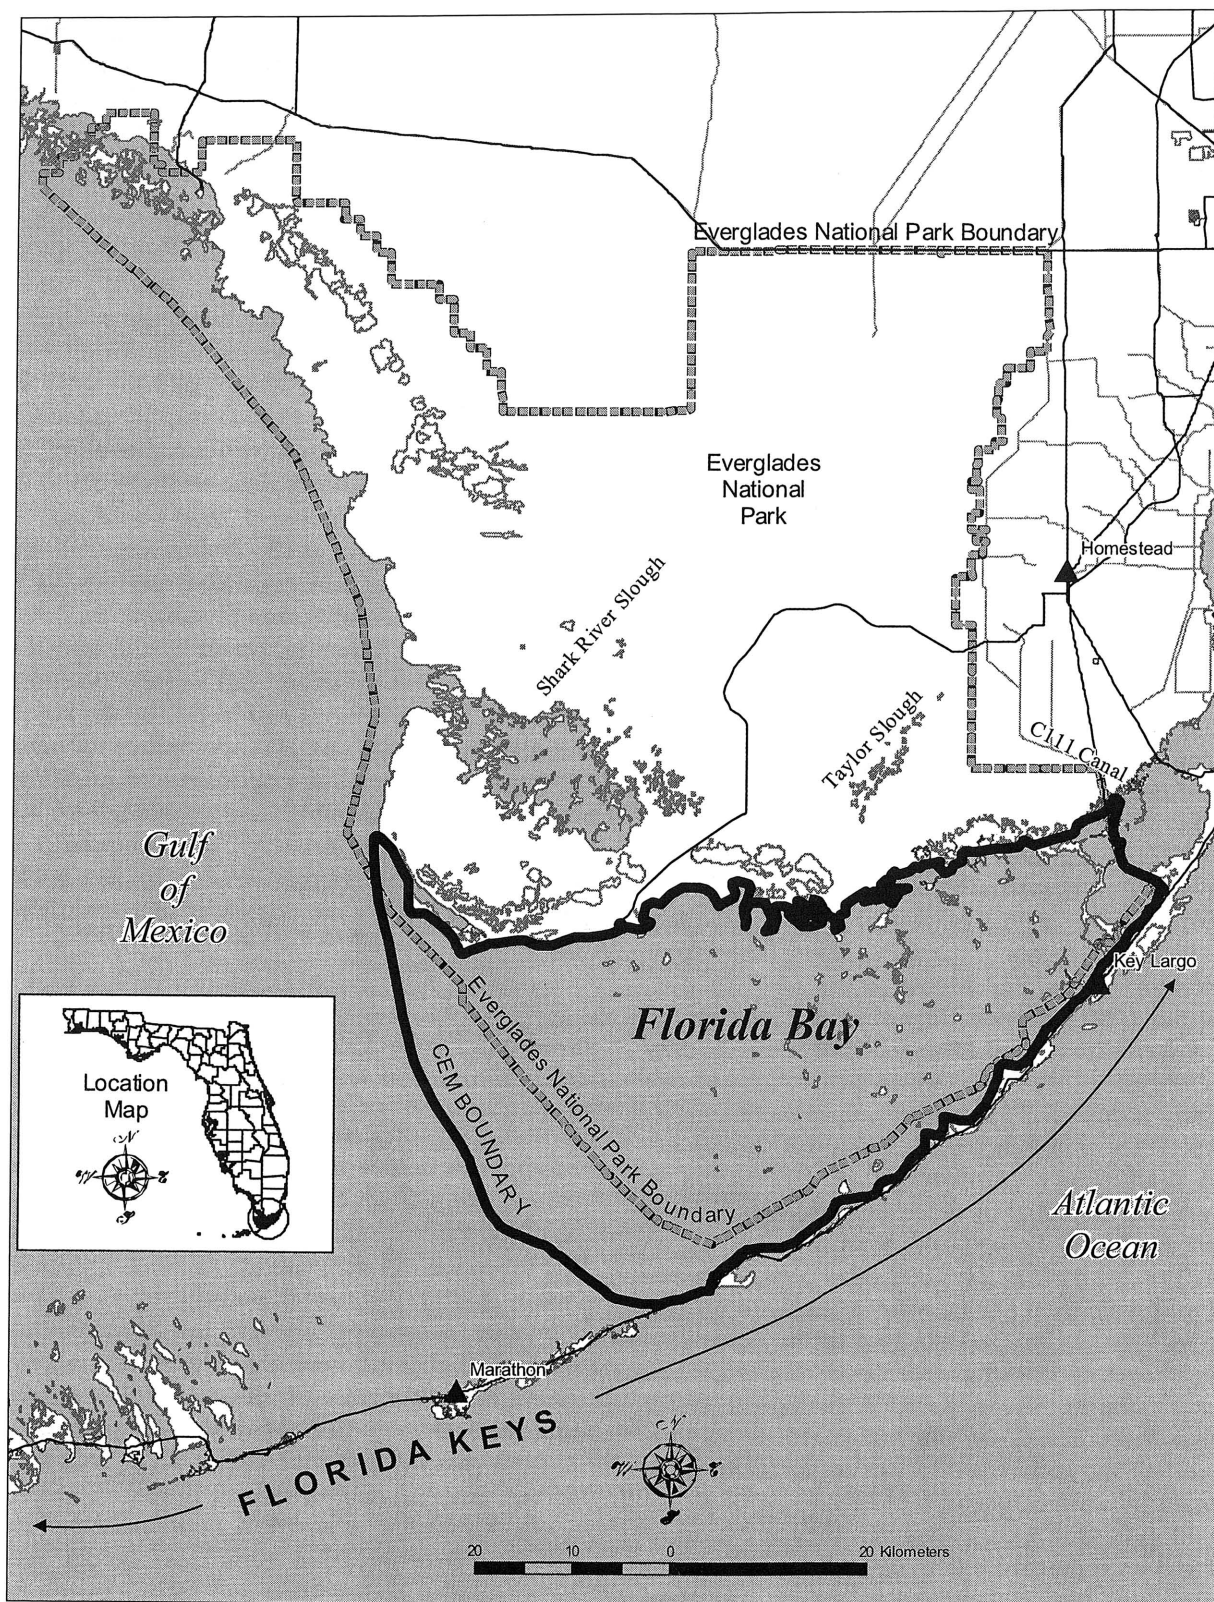 Everglades National Park Boundary
Everglades
National
Park
Homestead
Shark River Slough
Taylor Slough
C111 Canal
Gulf
of
Mexico
Key Largo
Florida Bay
Everglades National Park Boundary
CEM BOUNDARY
Location
Map
N
W
E
S
Atlantic
Ocean
Marathon
FLORIDA KEYS
N
W
E
S
20 10 0 20 Kilometers